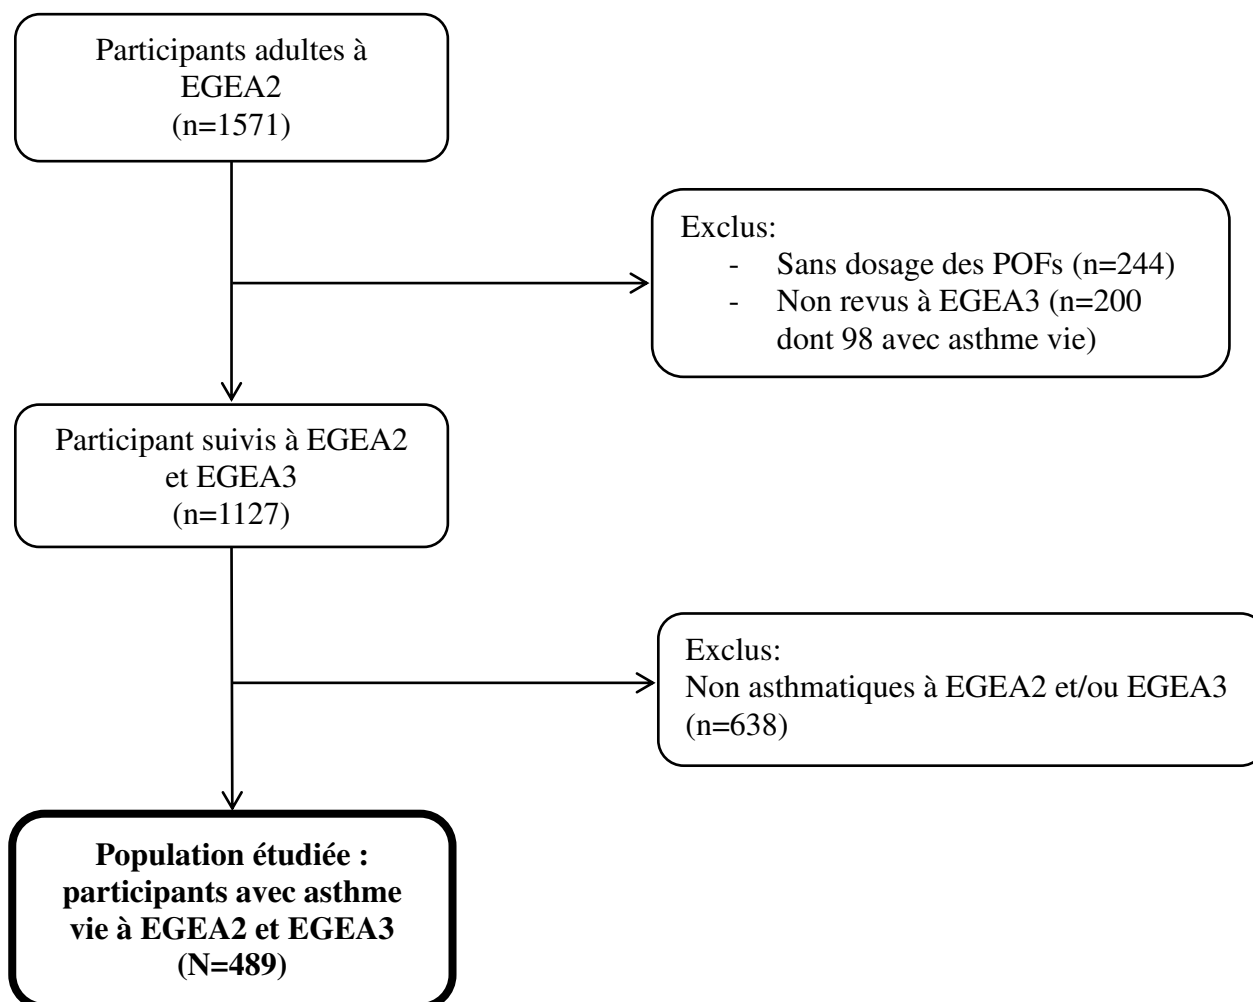 Participants adultes à
EGEA2
(n=1571)
Exclus:
- Sans dosage des POFs (n=244)
- Non revus à EGEA3 (n=200
dont 98 avec asthme vie)
Participant suivis à EGEA2
et EGEA3
(n=1127)
Exclus:
Non asthmatiques à EGEA2 et/ou EGEA3
(n=638)
Population étudiée :
participants avec asthme
vie à EGEA2 et EGEA3
(N=489)